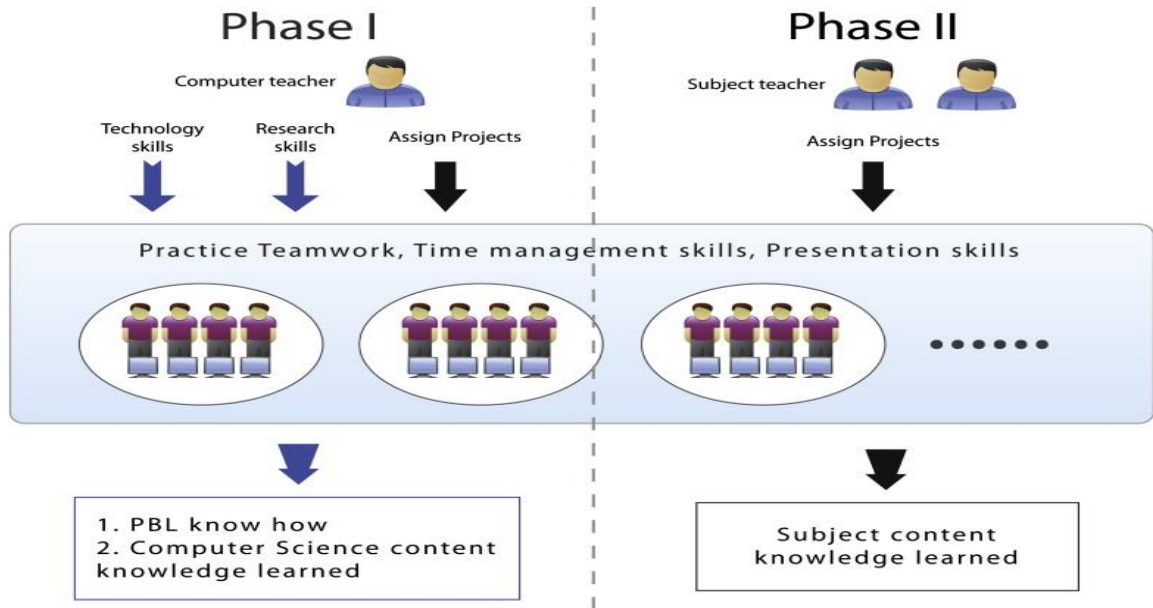 Phase I
Phase II
Computer teacher
Subject teacher
Technology
skills
Research
skills
Assign Projects
Assign Projects
Practice Teamwork, Time management skills, Presentation skills
1. PBL know how
2. Computer Science content
knowledge learned
Subject content
knowledge learned